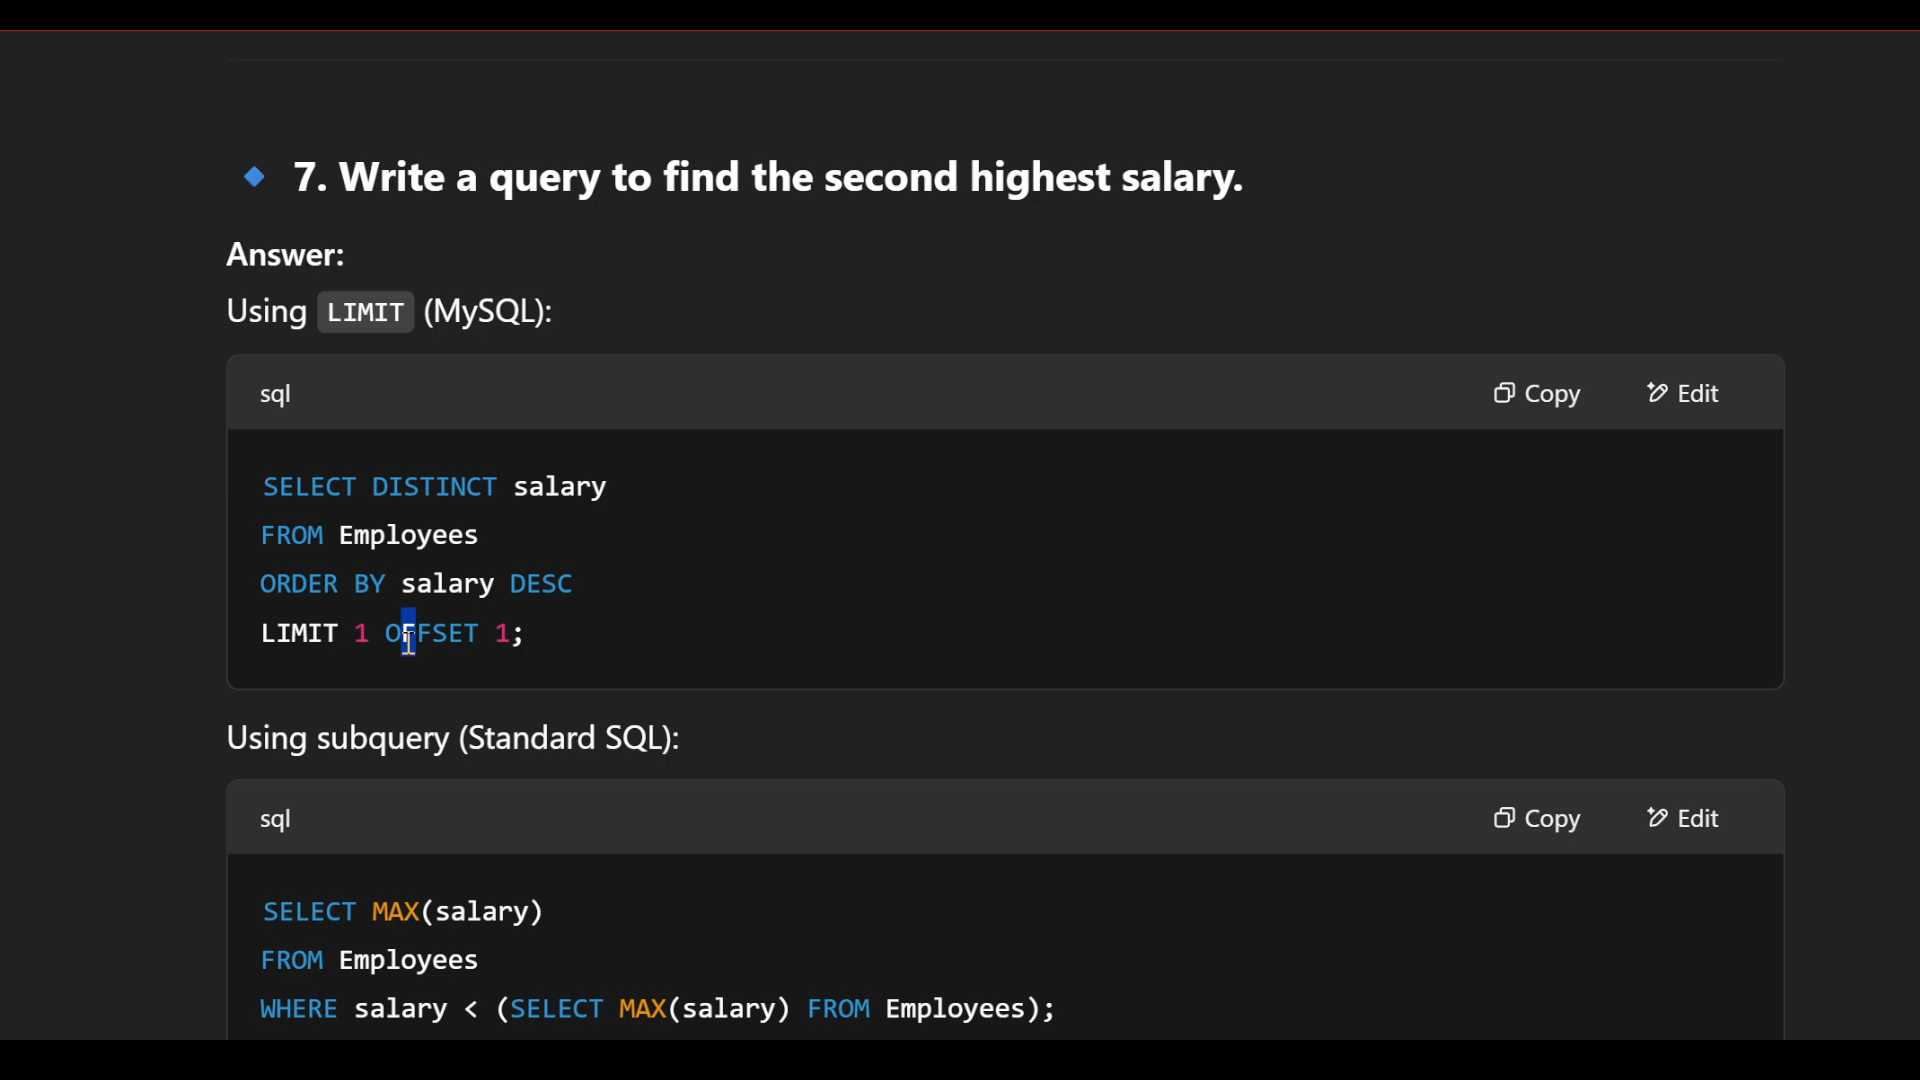 7. Write a query to find the second highest salary.
Answer:
Using LIMIT (MySQL):
sql Copy Edit
SELECT DISTINCT salary
FROM Employees
ORDER BY salary DESC
LIMIT 1 OFFSET 1;
Using subquery (Standard SQL):
sql Copy Edit
SELECT MAX(salary)
FROM Employees
WHERE salary < (SELECT MAX(salary) FROM Employees);